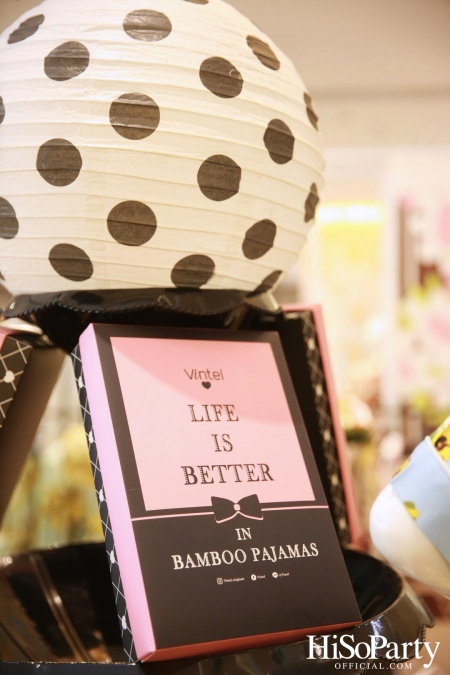 Vintel
LIFE
IS
BETTER
IN
BAMBOO PAJAMAS
HiSoParty
OFFICIAL.COM